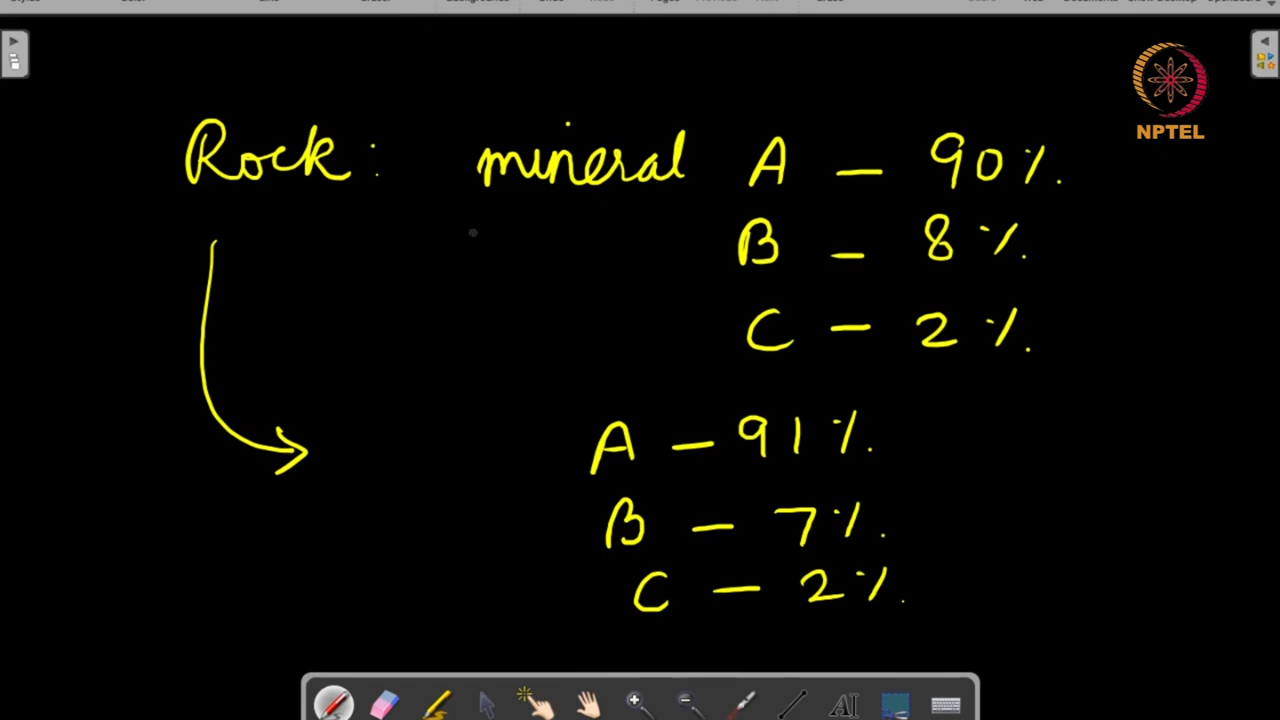 Rock: mineral A - 90%.
B - 8%.
C - 2%.
A - 91%.
B - 7%.
C - 2%.
NPTEL